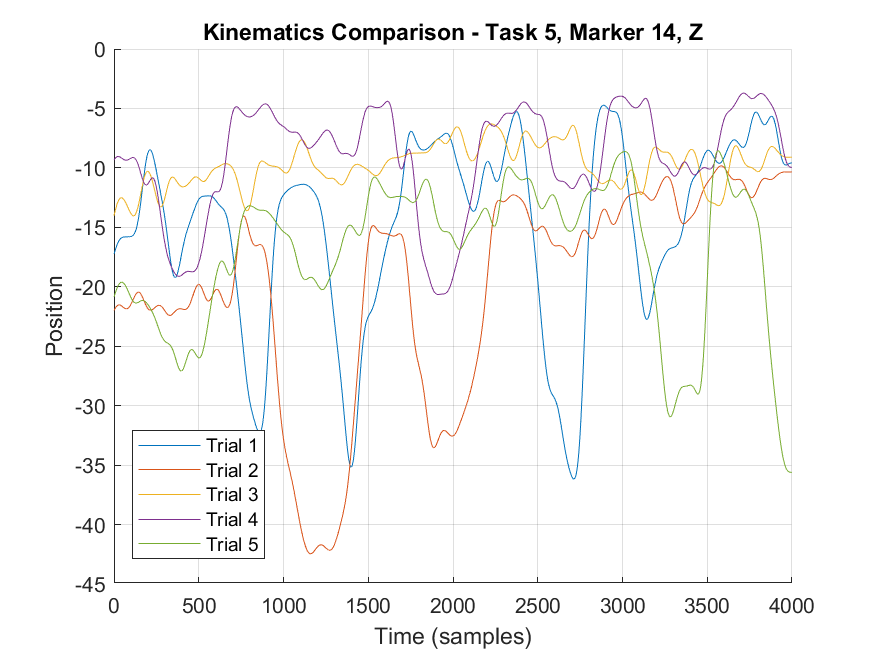 Kinematics Comparison - Task 5, Marker 14, Z
0
-5
-10
-15
-20
-25
-30
-35
-40
-45
Position
Trial 1
Trial 2
Trial 3
Trial 4
Trial 5
0 500 1000 1500 2000 2500 3000 3500 4000
Time (samples)